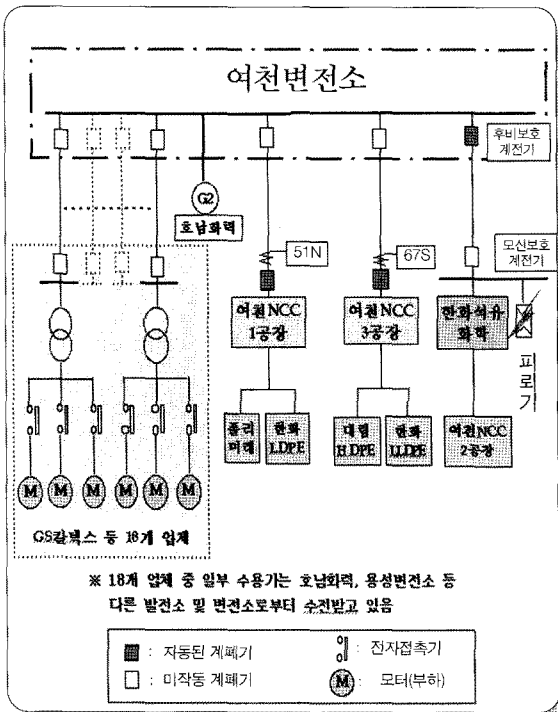 여천변전소
후비보호
계전기
G2
호남화력
51N
67S
모선보호
계전기
여천NCC
1공장
여천NCC
3공장
한화석유
화학
피뢰기
폴리
미래
한화
LDPE
대림
HDPE
한화
LLDPE
여천NCC
2공장
M M M M M M
GS칼텍스 등 18개 업체
※ 18개 업체 중 일부 수용가는 호남화력, 용성변전소 등
다른 발전소 및 변전소로부터 수전받고 있음
: 자동된 계폐기
: 전자접촉기
: 미작동 계폐기
M : 모터(부하)